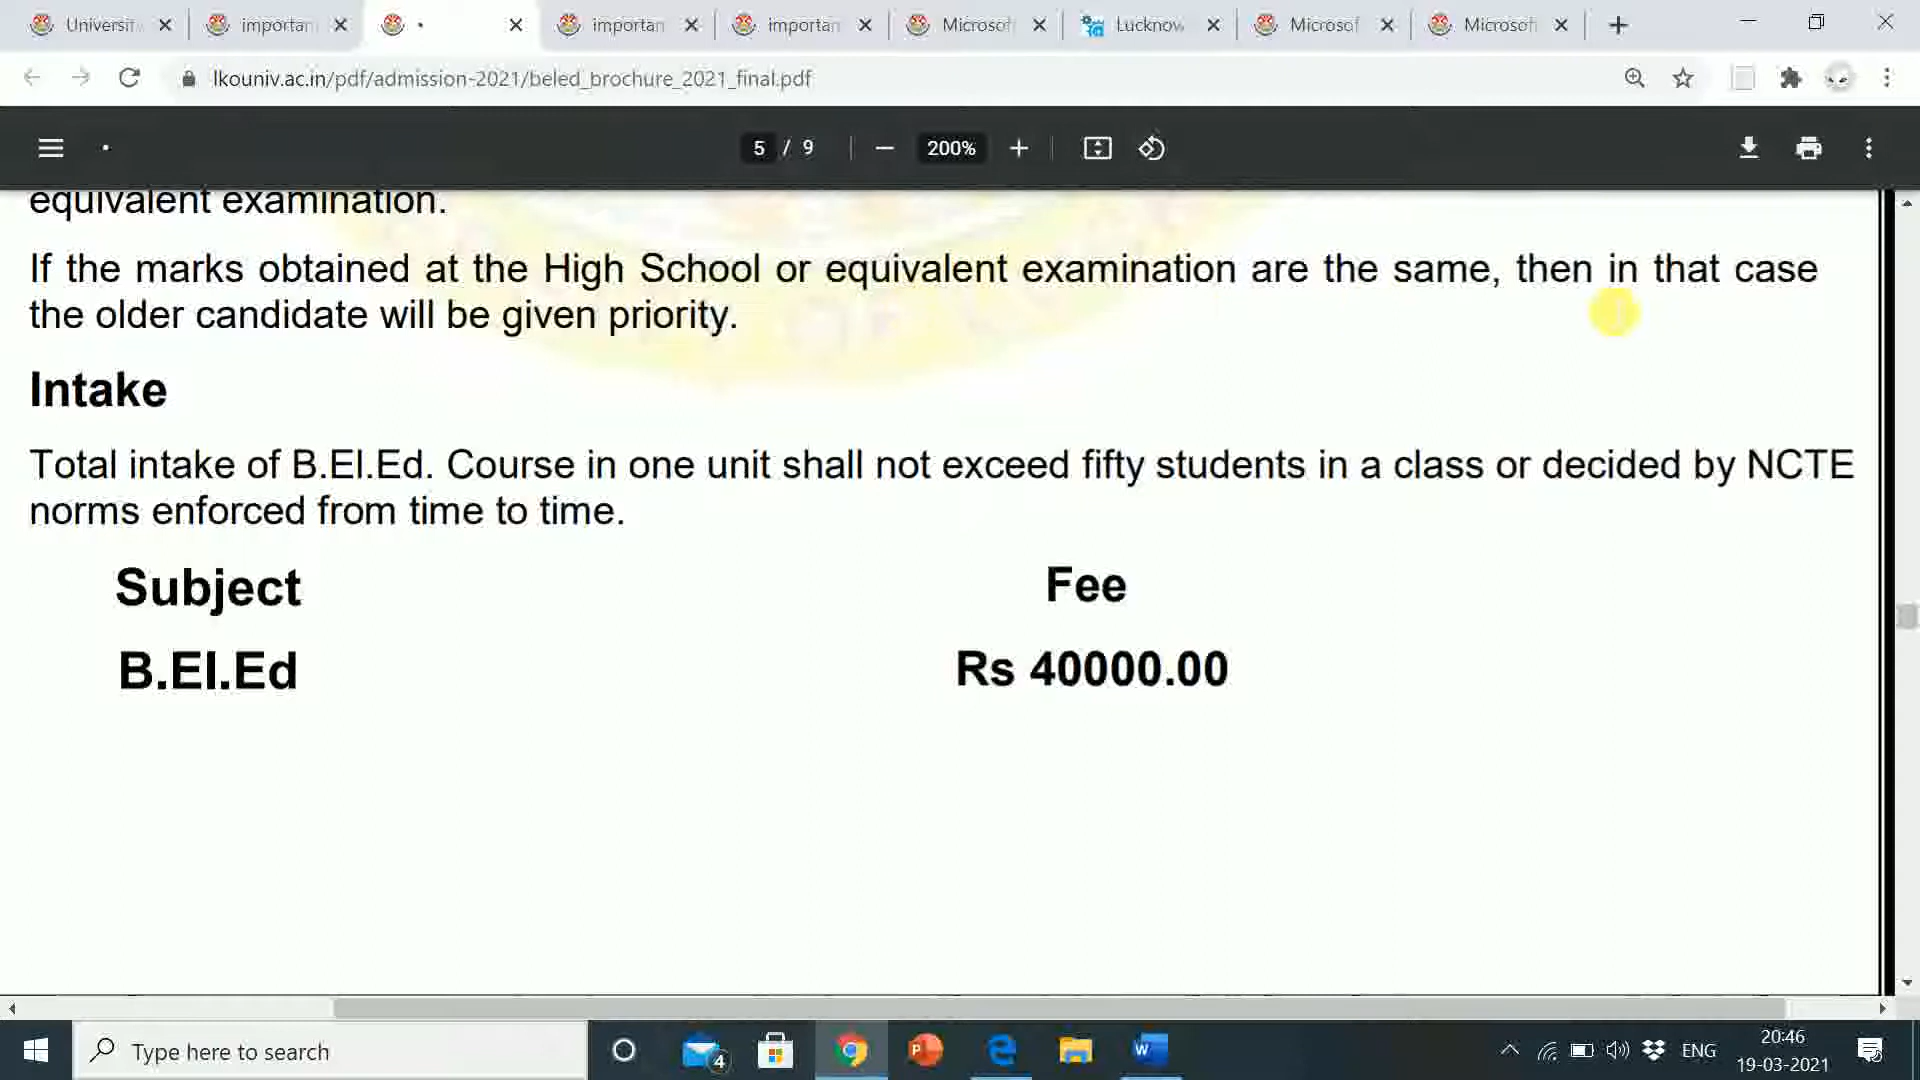 Universit
importan
·
importan
importan
Microsof
Lucknow
Microsof
Microsof
lkouniv.ac.in/pdf/admission-2021/beled_brochure_2021_final.pdf
·
5 / 9
200%
equivalent examination.
If the marks obtained at the High School or equivalent examination are the same, then in that case
the older candidate will be given priority.
Intake
Total intake of B.El.Ed. Course in one unit shall not exceed fifty students in a class or decided by NCTE
norms enforced from time to time.
Subject Fee
B.El.Ed Rs 40000.00
Type here to search
4
ENG
20:46
19-03-2021